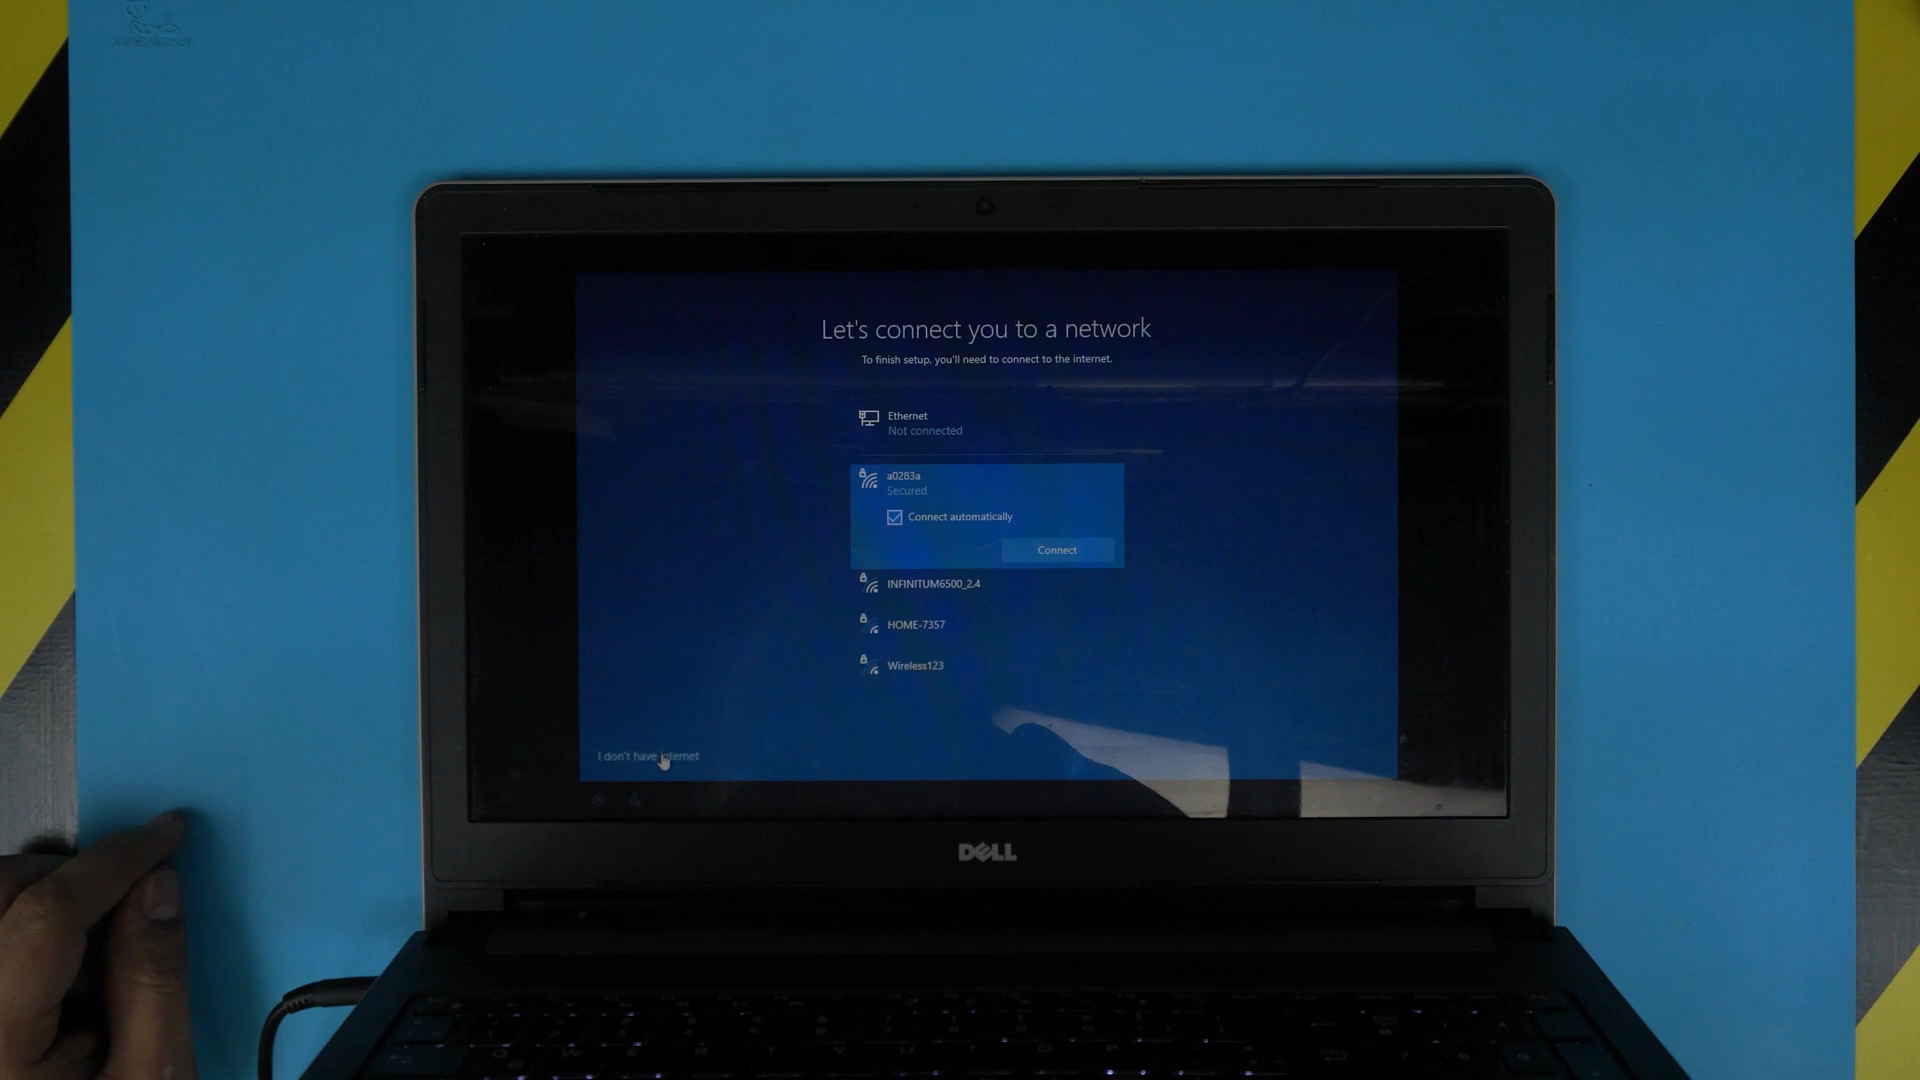 Let's connect you to a network
To finish setup, you'll need to connect to the internet.
Ethernet
Not connected
a0283a
Secured
Connect automatically
Connect
INFINITUM6500_2.4
HOME-7357
Wireless123
I don't have internet
DELL